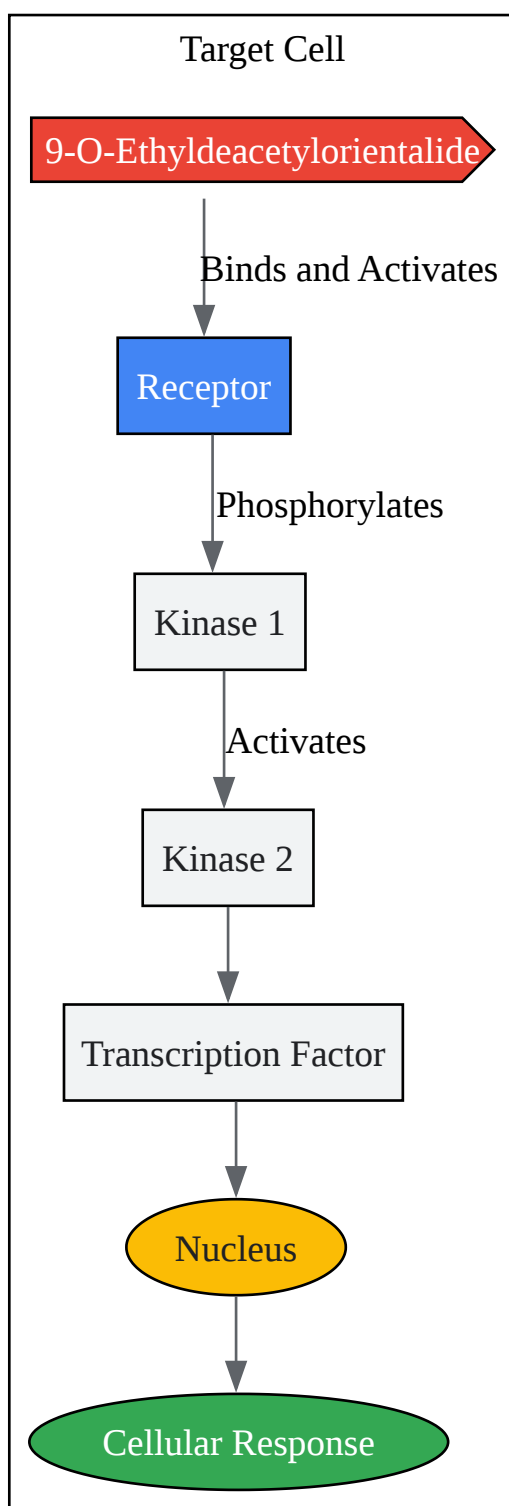 Target Cell
9-O-Ethyldeacetylorientalide
Binds and Activates
Receptor
Phosphorylates
Kinase 1
Activates
Kinase 2
Transcription Factor
Nucleus
Cellular Response